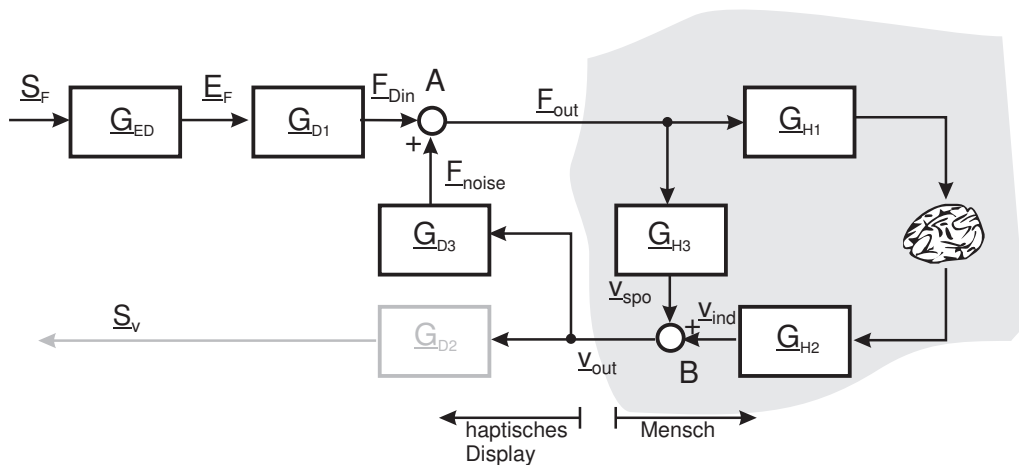 S_F
G_ED
E_F
G_D1
F_Din
A
+
F_out
G_H1
F_noise
G_D3
G_H3
v_spo
+
v_ind
G_H2
B
S_v
G_D2
v_out
haptisches
Display
Mensch